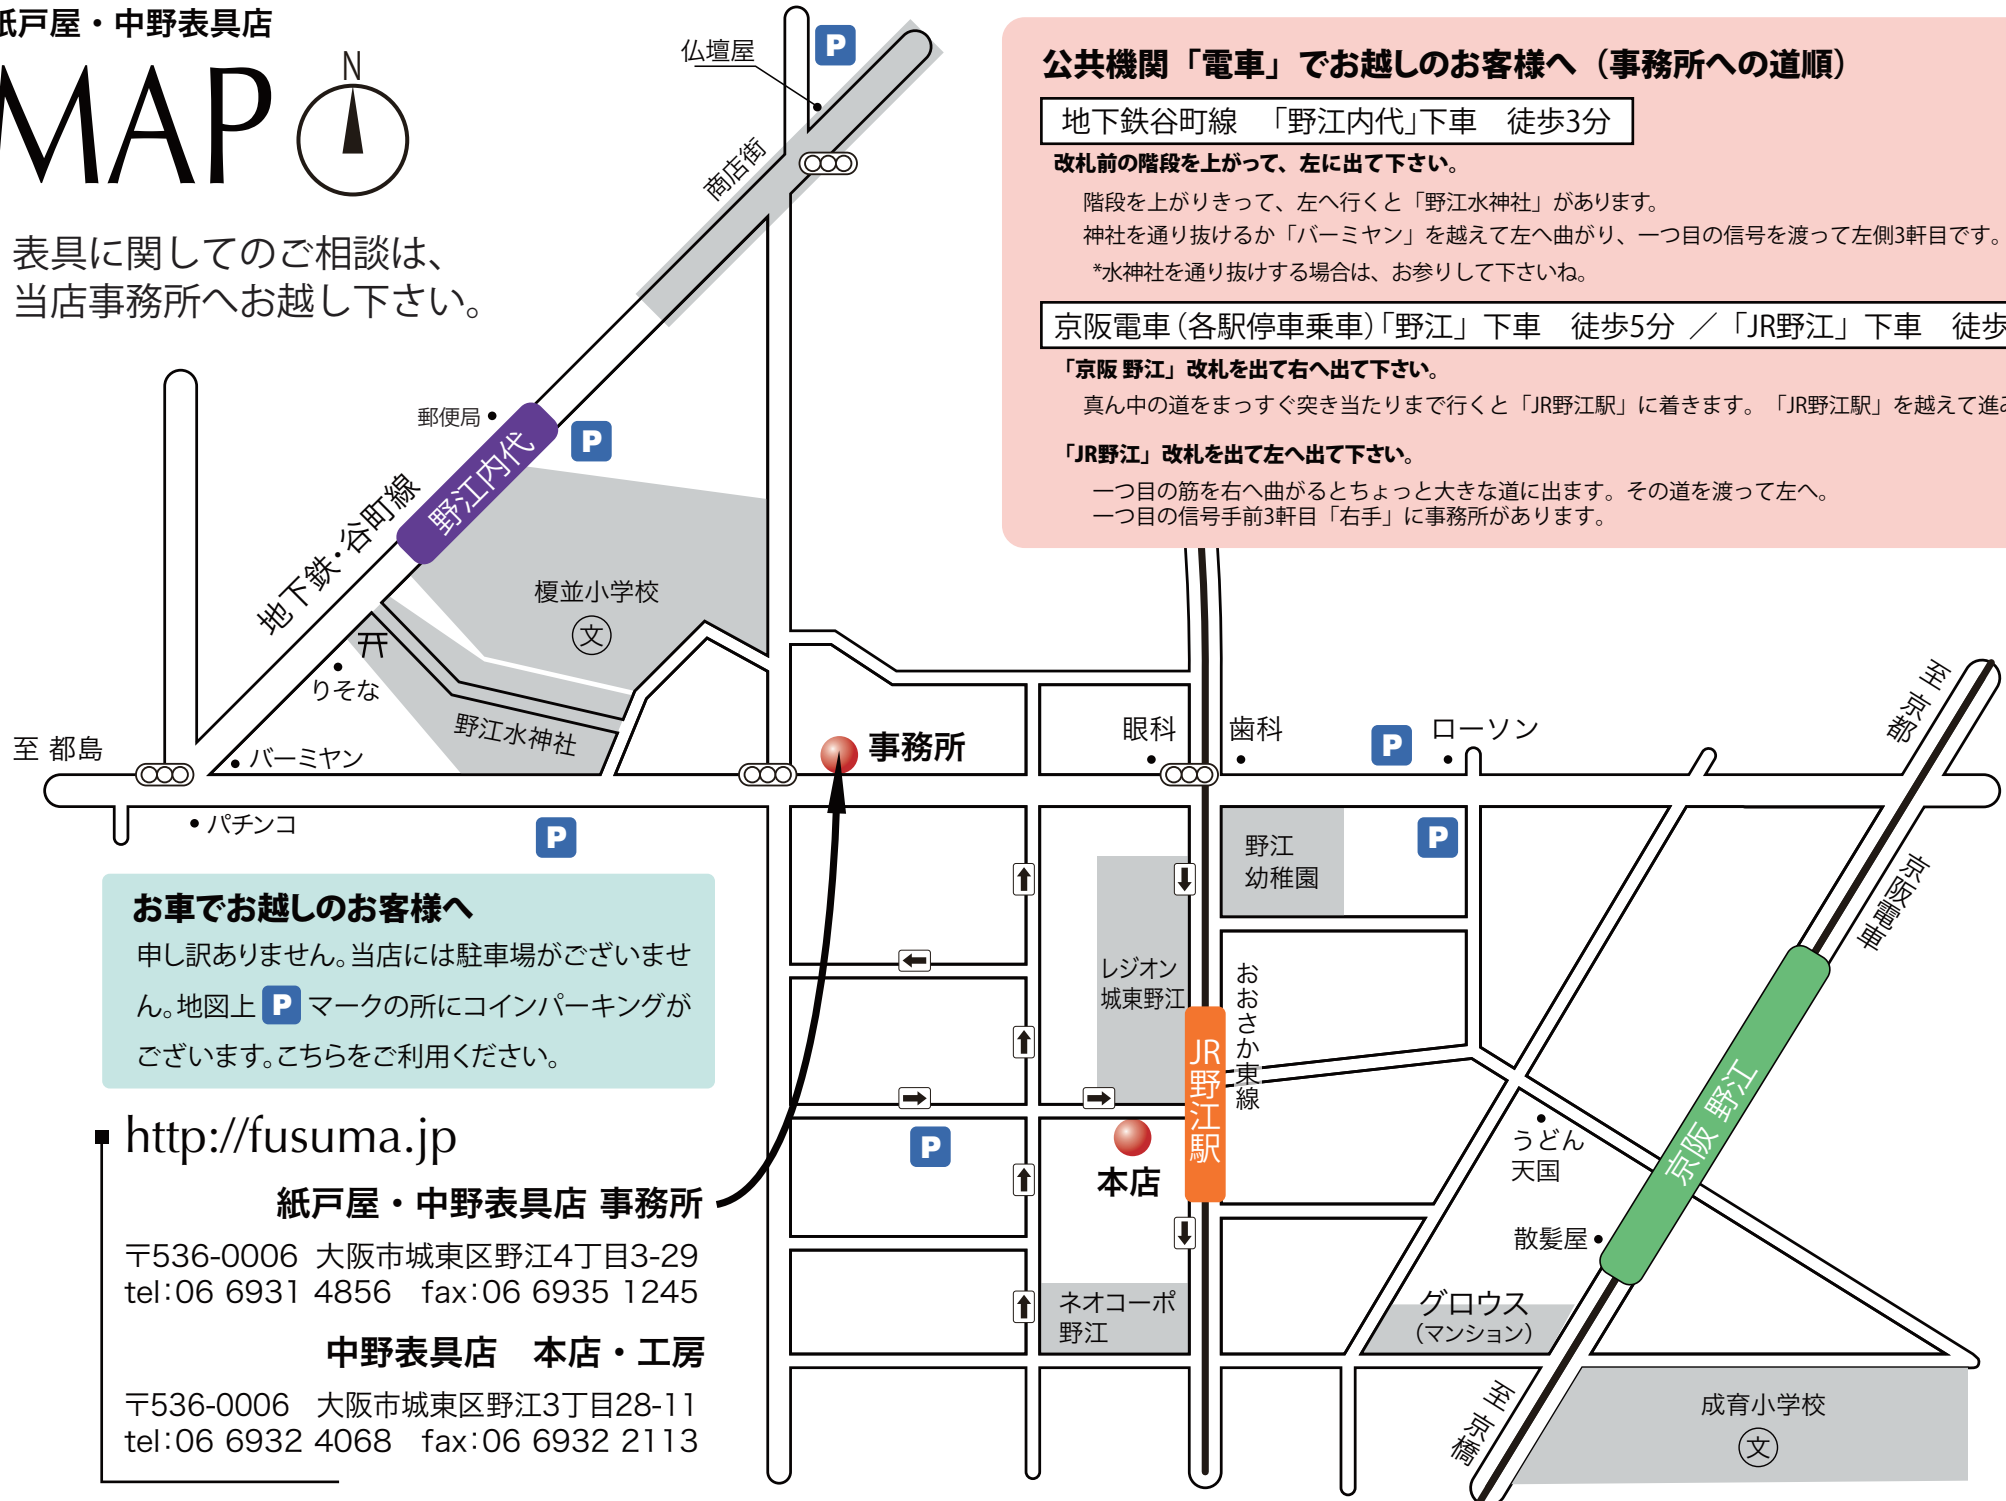 紙戸屋・中野表具店
MAP
N
表具に関してのご相談は、
当店事務所へお越し下さい。
公共機関「電車」でお越しのお客様へ（事務所への道順）
地下鉄谷町線　「野江内代」下車　徒歩3分
改札前の階段を上がって、左に出て下さい。
階段を上がりきって、左へ行くと「野江水神社」があります。
神社を通り抜けるか「バーミヤン」を越えて左へ曲がり、一つ目の信号を渡って左側3軒目です。
*水神社を通り抜けする場合は、お参りして下さいね。
京阪電車（各駅停車乗車）「野江」下車　徒歩5分 ／「JR野江」下車　徒歩
「京阪 野江」改札を出て右へ出て下さい。
真ん中の道をまっすぐ突き当たりまで行くと「JR野江駅」に着きます。「JR野江駅」を越えて進み
「JR野江」改札を出て左へ出て下さい。
一つ目の筋を右へ曲がるとちょっと大きな道に出ます。その道を渡って左へ。
一つ目の信号手前3軒目「右手」に事務所があります。
仏壇屋
P
商店街
郵便局
P
野江内代
地下鉄・谷町線
榎並小学校
文
りそな
野江水神社
至 都島
バーミヤン
パチンコ
P
事務所
眼科
歯科
P
ローソン
至 京都
京阪電車
野江
幼稚園
P
レジオン
城東野江
おおさか東線
JR野江駅
P
本店
うどん
天国
京阪 野江
散髪屋
ネオコーポ
野江
グロウス
（マンション）
至 京橋
成育小学校
文
お車でお越しのお客様へ
申し訳ありません。当店には駐車場がございませ
ん。地図上 P マークの所にコインパーキングが
ございます。こちらをご利用ください。
http://fusuma.jp
紙戸屋・中野表具店 事務所
〒536-0006 大阪市城東区野江4丁目3-29
tel:06 6931 4856　fax:06 6935 1245
中野表具店　本店・工房
〒536-0006　大阪市城東区野江3丁目28-11
tel:06 6932 4068　fax:06 6932 2113